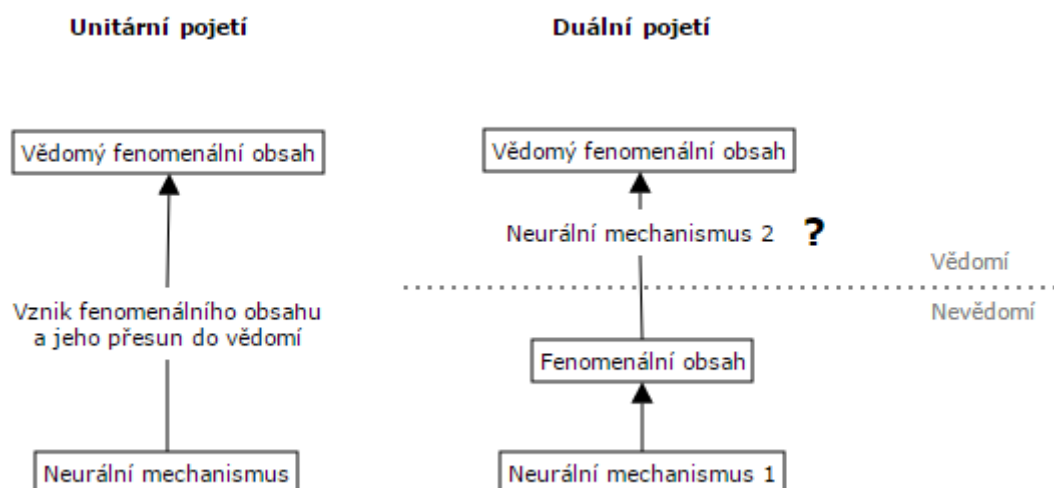 Unitární pojetí
Vědomý fenomenální obsah
Vznik fenomenálního obsahu
a jeho přesun do vědomí
Neurální mechanismus
Duální pojetí
Vědomý fenomenální obsah
Neurální mechanismus 2 ?
Vědomí
Nevědomí
Fenomenální obsah
Neurální mechanismus 1